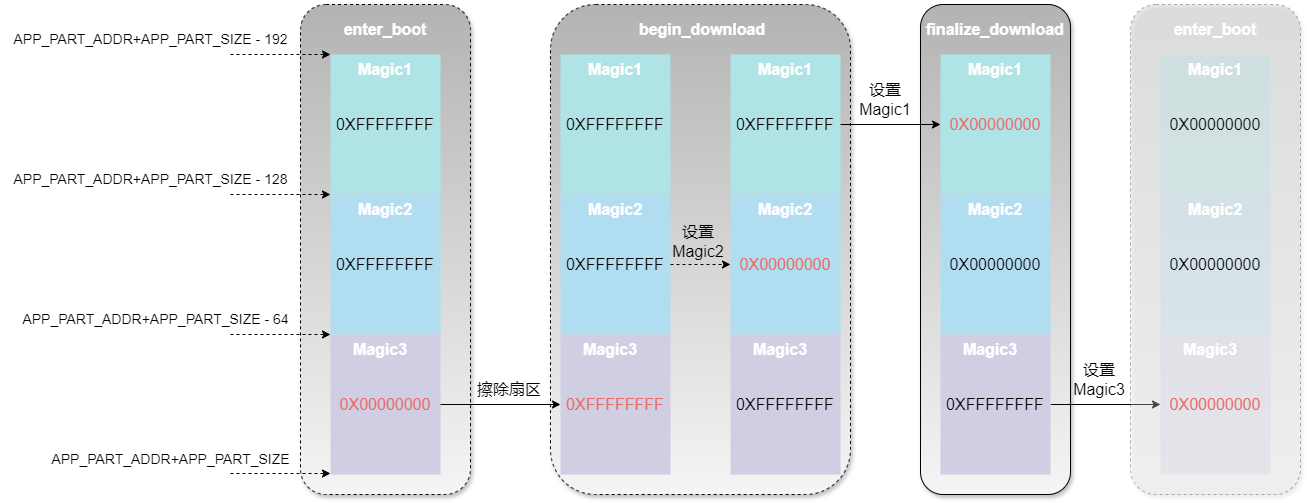 APP_PART_ADDR+APP_PART_SIZE - 192
APP_PART_ADDR+APP_PART_SIZE - 128
APP_PART_ADDR+APP_PART_SIZE - 64
APP_PART_ADDR+APP_PART_SIZE
enter_boot
Magic1
0XFFFFFFFF
Magic2
0XFFFFFFFF
Magic3
0X00000000
擦除扇区
begin_download
Magic1
0XFFFFFFFF
Magic2
0XFFFFFFFF
Magic3
0XFFFFFFFF
设置
Magic2
Magic1
0XFFFFFFFF
Magic2
0X00000000
Magic3
0XFFFFFFFF
设置
Magic1
finalize_download
Magic1
0X00000000
Magic2
0X00000000
Magic3
0XFFFFFFFF
设置
Magic3
enter_boot
Magic1
0X00000000
Magic2
0X00000000
Magic3
0X00000000